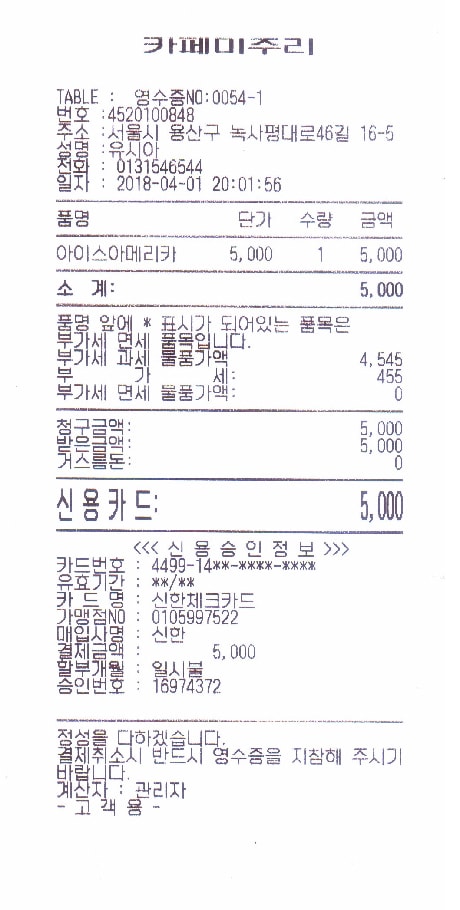 카페미주리
TABLE : 영수증NO:0054-1
번호 :4520100848
주소 :서울시 용산구 녹사평대로46길 16-5
성명 :유시아
전화 : 0131546544
일자 : 2018-04-01 20:01:56
품명 단가 수량 금액
아이스아메리카 5,000 1 5,000
소 계: 5,000
품명 앞에 * 표시가 되어있는 품목은
부가세 면세 품목입니다.
부가세 과세 물품가액 4,545
부 가 세: 455
부가세 면세 물품가액: 0
청구금액: 5,000
받은금액: 5,000
거스름돈: 0
신용카드: 5,000
<<< 신 용 승 인 정 보 >>>
카드번호 : 4499-14**-****-****
유효기간 : **/**
카 드 명 : 신한체크카드
가맹점NO : 0105997522
매입사명 : 신한
결제금액 : 5,000
할부개월 : 일시불
승인번호 : 16974372
정성을 다하겠습니다.
결제취소시 반드시 영수증을 지참해 주시기
바랍니다.
계산자 : 관리자
- 고 객 용 -